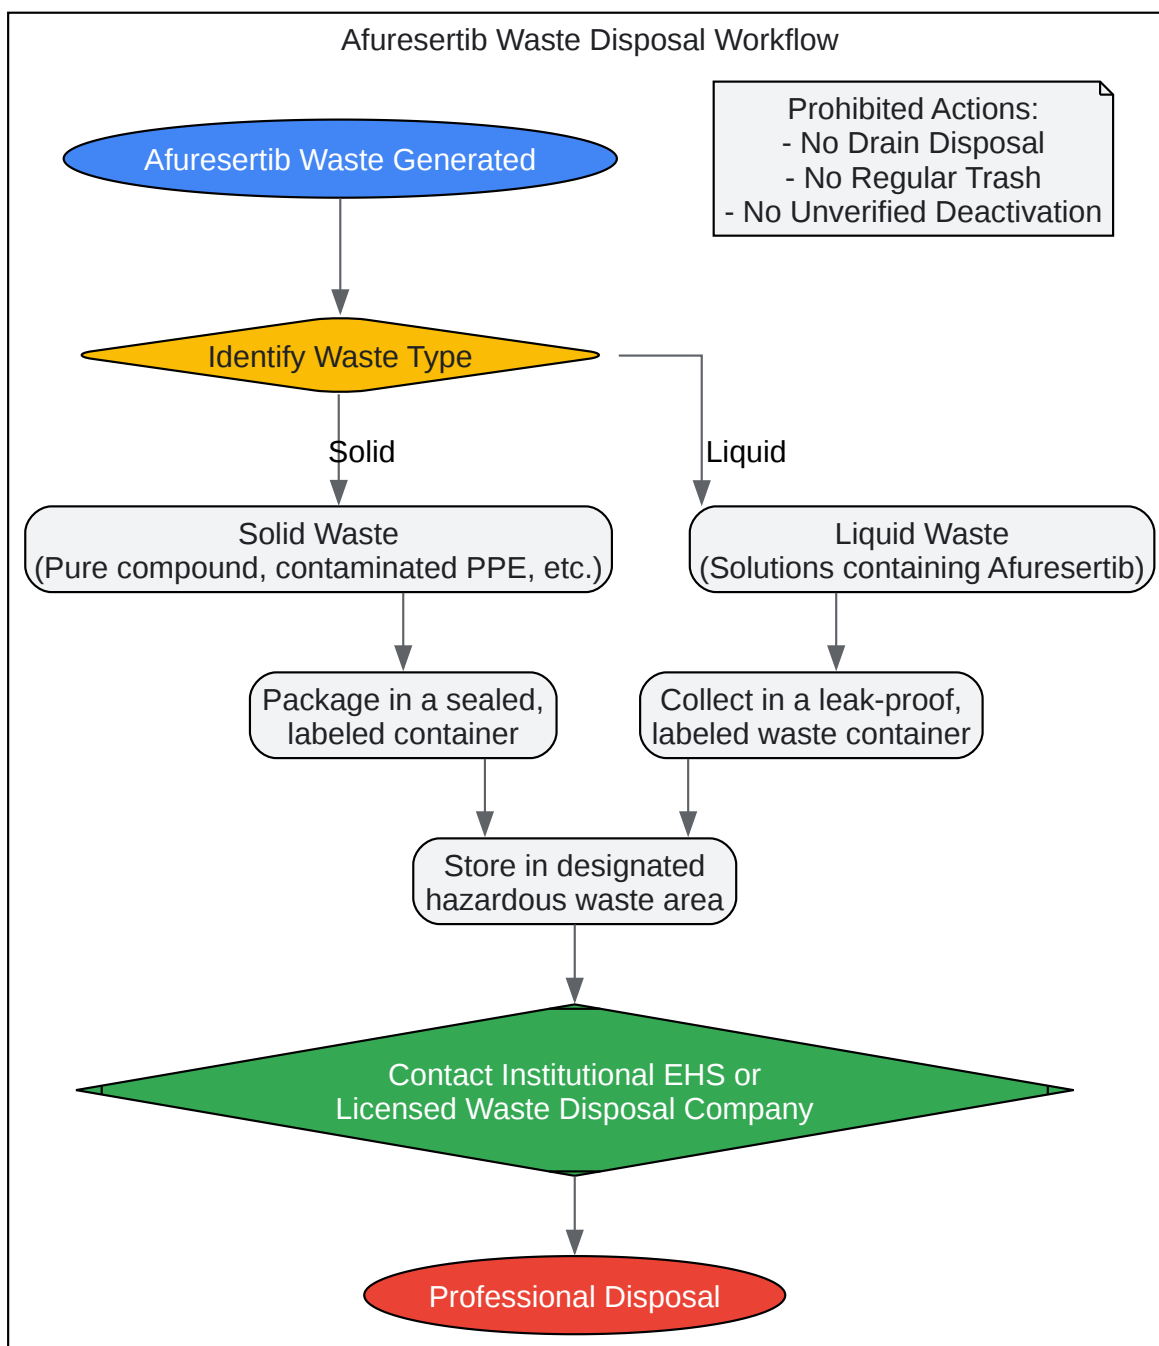 Afuresertib Waste Disposal Workflow
Prohibited Actions:
- No Drain Disposal
- No Regular Trash
- No Unverified Deactivation
Afuresertib Waste Generated
Identify Waste Type
Solid
Liquid
Solid Waste
(Pure compound, contaminated PPE, etc.)
Liquid Waste
(Solutions containing Afuresertib)
Package in a sealed,
labeled container
Collect in a leak-proof,
labeled waste container
Store in designated
hazardous waste area
Contact Institutional EHS or
Licensed Waste Disposal Company
Professional Disposal